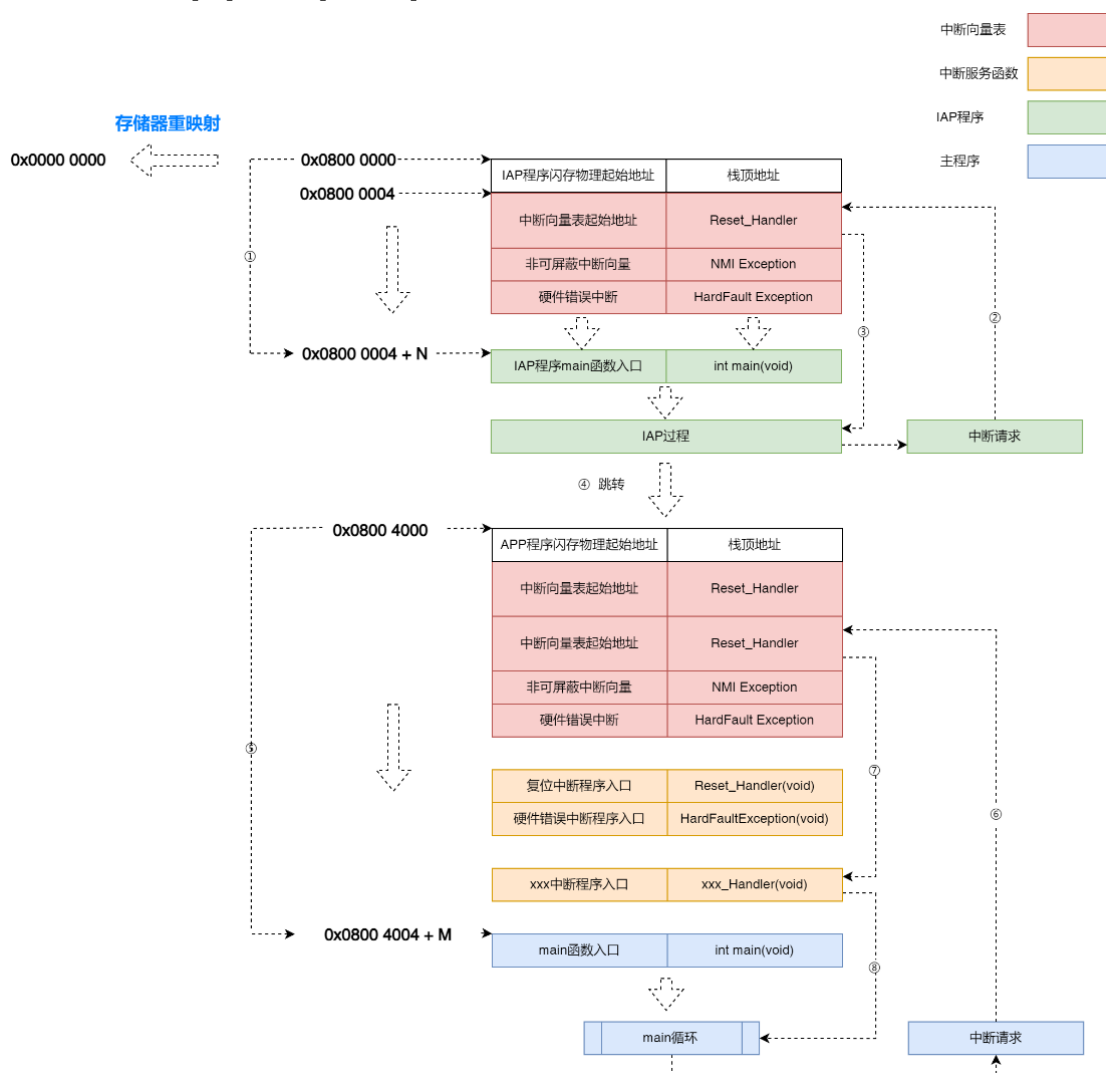 中断向量表
中断服务函数
IAP程序
主程序
存储器重映射
0x0000 0000
0x0800 0000
IAP程序闪存物理起始地址 栈顶地址
0x0800 0004
中断向量表起始地址 Reset_Handler
①
非可屏蔽中断向量 NMI Exception
硬件错误中断 HardFault Exception
②
③
0x0800 0004 + N
IAP程序main函数入口 int main(void)
IAP过程
中断请求
④ 跳转
0x0800 4000
APP程序闪存物理起始地址 栈顶地址
中断向量表起始地址 Reset_Handler
中断向量表起始地址 Reset_Handler
非可屏蔽中断向量 NMI Exception
硬件错误中断 HardFault Exception
⑤
⑦
复位中断程序入口 Reset_Handler(void)
硬件错误中断程序入口 HardFaultException(void)
⑥
xxx中断程序入口 xxx_Handler(void)
0x0800 4004 + M
main函数入口 int main(void)
⑧
main循环
中断请求